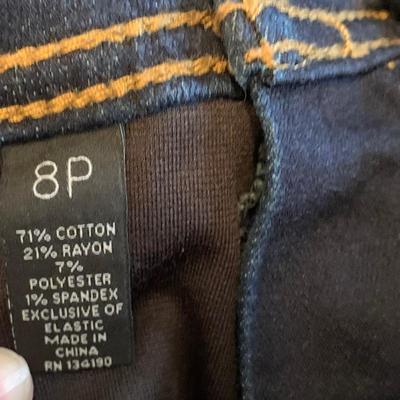 8P
71% COTTON
21% RAYON
7%
POLYESTER
1% SPANDEX
EXCLUSIVE OF
ELASTIC
MADE IN
CHINA
RN 134190